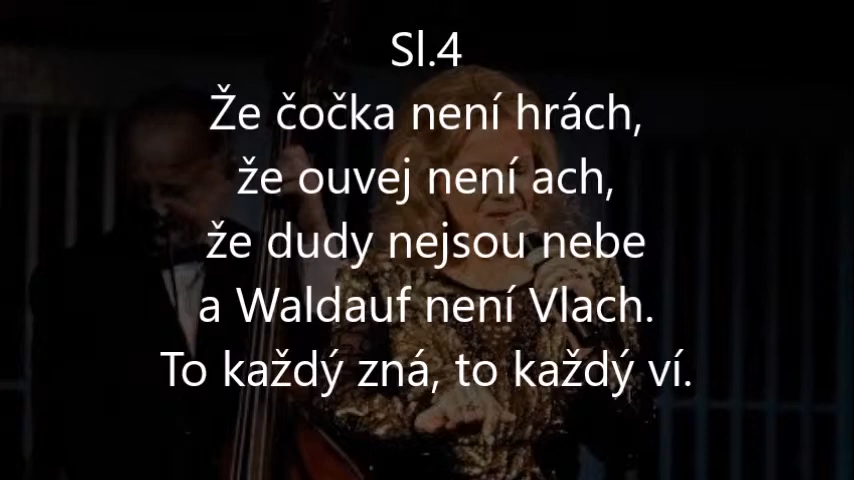 Sl.4
Že čočka není hrách,
že ouvej není ach,
že dudy nejsou nebe
a Waldauf není Vlach.
To každý zná, to každý ví.